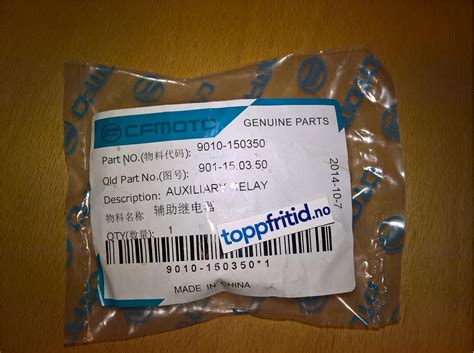 CFMOTO GENUINE PARTS
Part NO.(物料代码): 9010-150350
Qld Part No.(图号): 901-15.03.50
Description: AUXILIARY RELAY
物料名称 辅助继电器
QTY(数量): 1
9010-150350*1
MADE IN CHINA
2014-10-7
toppfritid.no